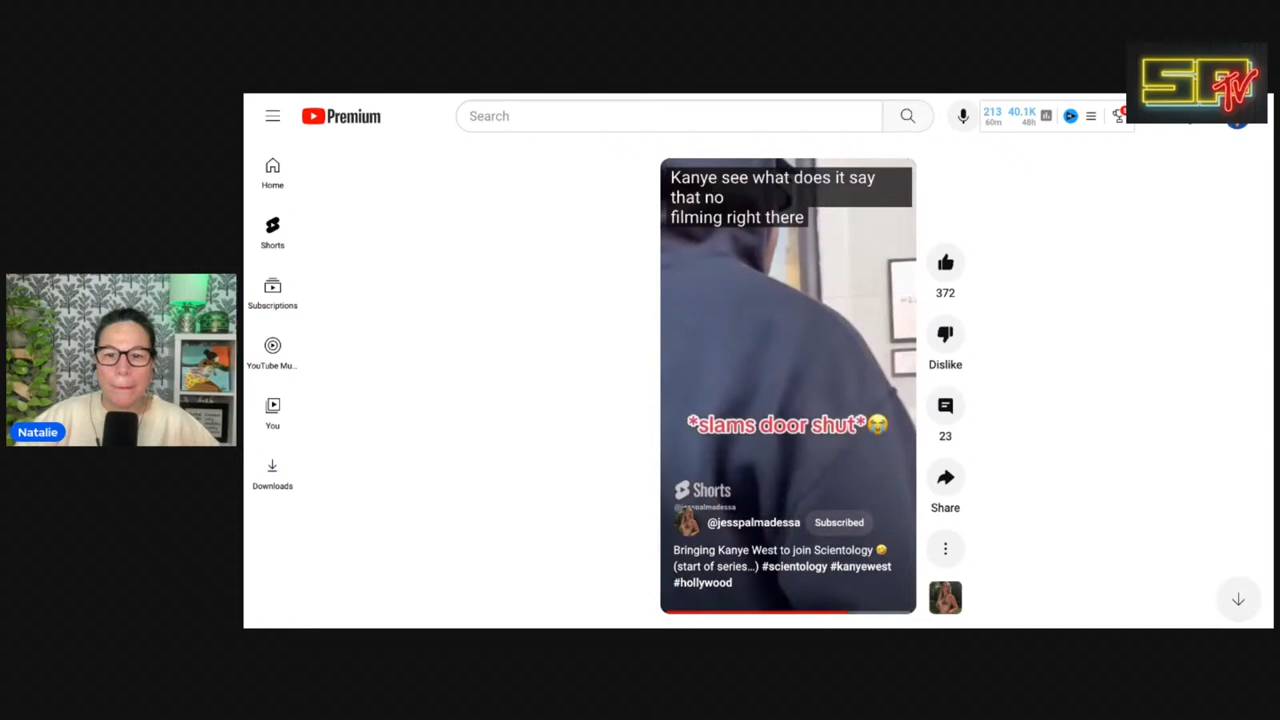 SPTV
Premium
Search
213
60m
40.1K
48h
Home
Shorts
Subscriptions
YouTube Mu...
You
Downloads
Kanye see what does it say
that no
filming right there
*slams door shut*😭
Shorts
@jesspalmadessa
@jesspalmadessa
Subscribed
Bringing Kanye West to join Scientology 🤣
(start of series...) #scientology #kanyewest
#hollywood
372
Dislike
23
Share
Natalie